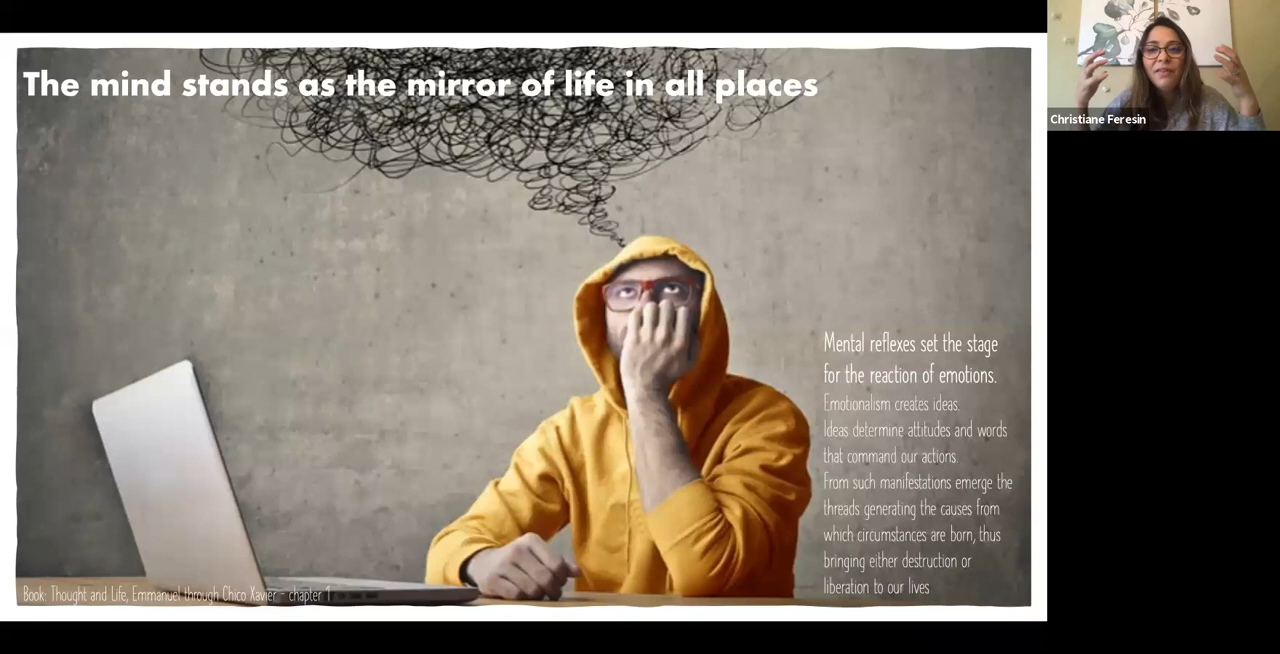 The mind stands as the mirror of life in all places
Christiane Feresin
Mental reflexes set the stage
for the reaction of emotions.
Emotionalism creates ideas.
Ideas determine attitudes and words
that command our actions.
From such manifestations emerge the
threads generating the causes from
which circumstances are born, thus
bringing either destruction or
liberation to our lives
Book: Thought and Life, Emmanuel through Chico Xavier - chapter 1